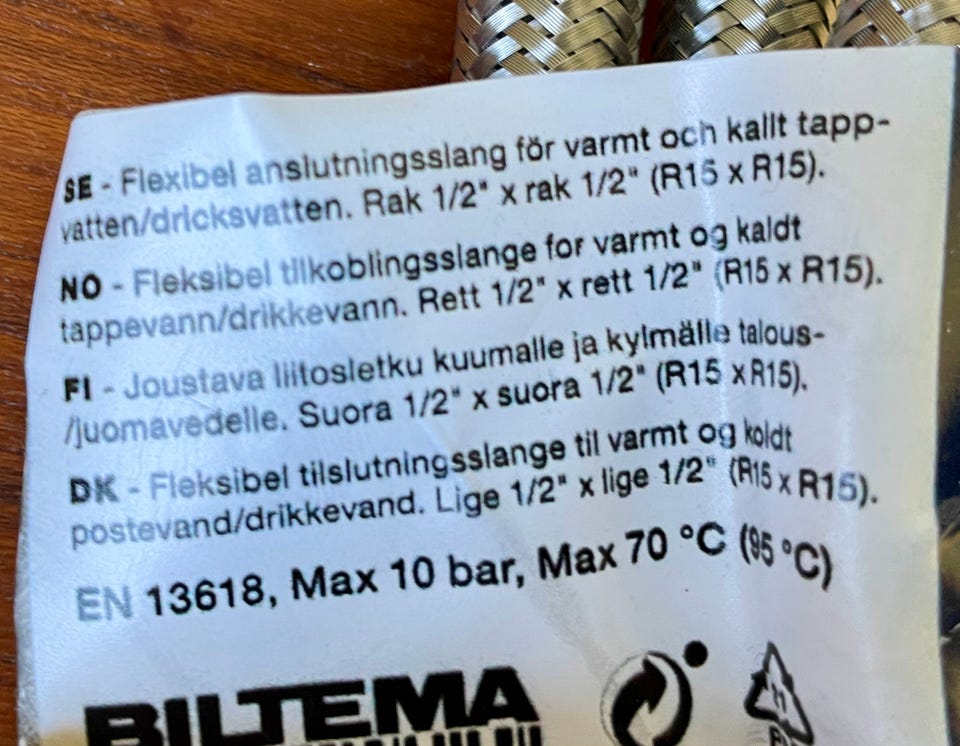 SE - Flexibel anslutningsslang för varmt och kallt tapp-
vatten/dricksvatten. Rak 1/2" x rak 1/2" (R15 x R15).
NO - Fleksibel tilkoblingsslange for varmt og kaldt
tappevann/drikkevann. Rett 1/2" x rett 1/2" (R15 x R15).
FI - Joustava liitosletku kuumalle ja kylmälle talous-
/juomavedelle. Suora 1/2" x suora 1/2" (R15 x R15).
DK - Fleksibel tilslutningsslange til varmt og koldt
postevand/drikkevand. Lige 1/2" x lige 1/2" (R15 x R15).
EN 13618, Max 10 bar, Max 70 °C (95 °C)
BILTEMA